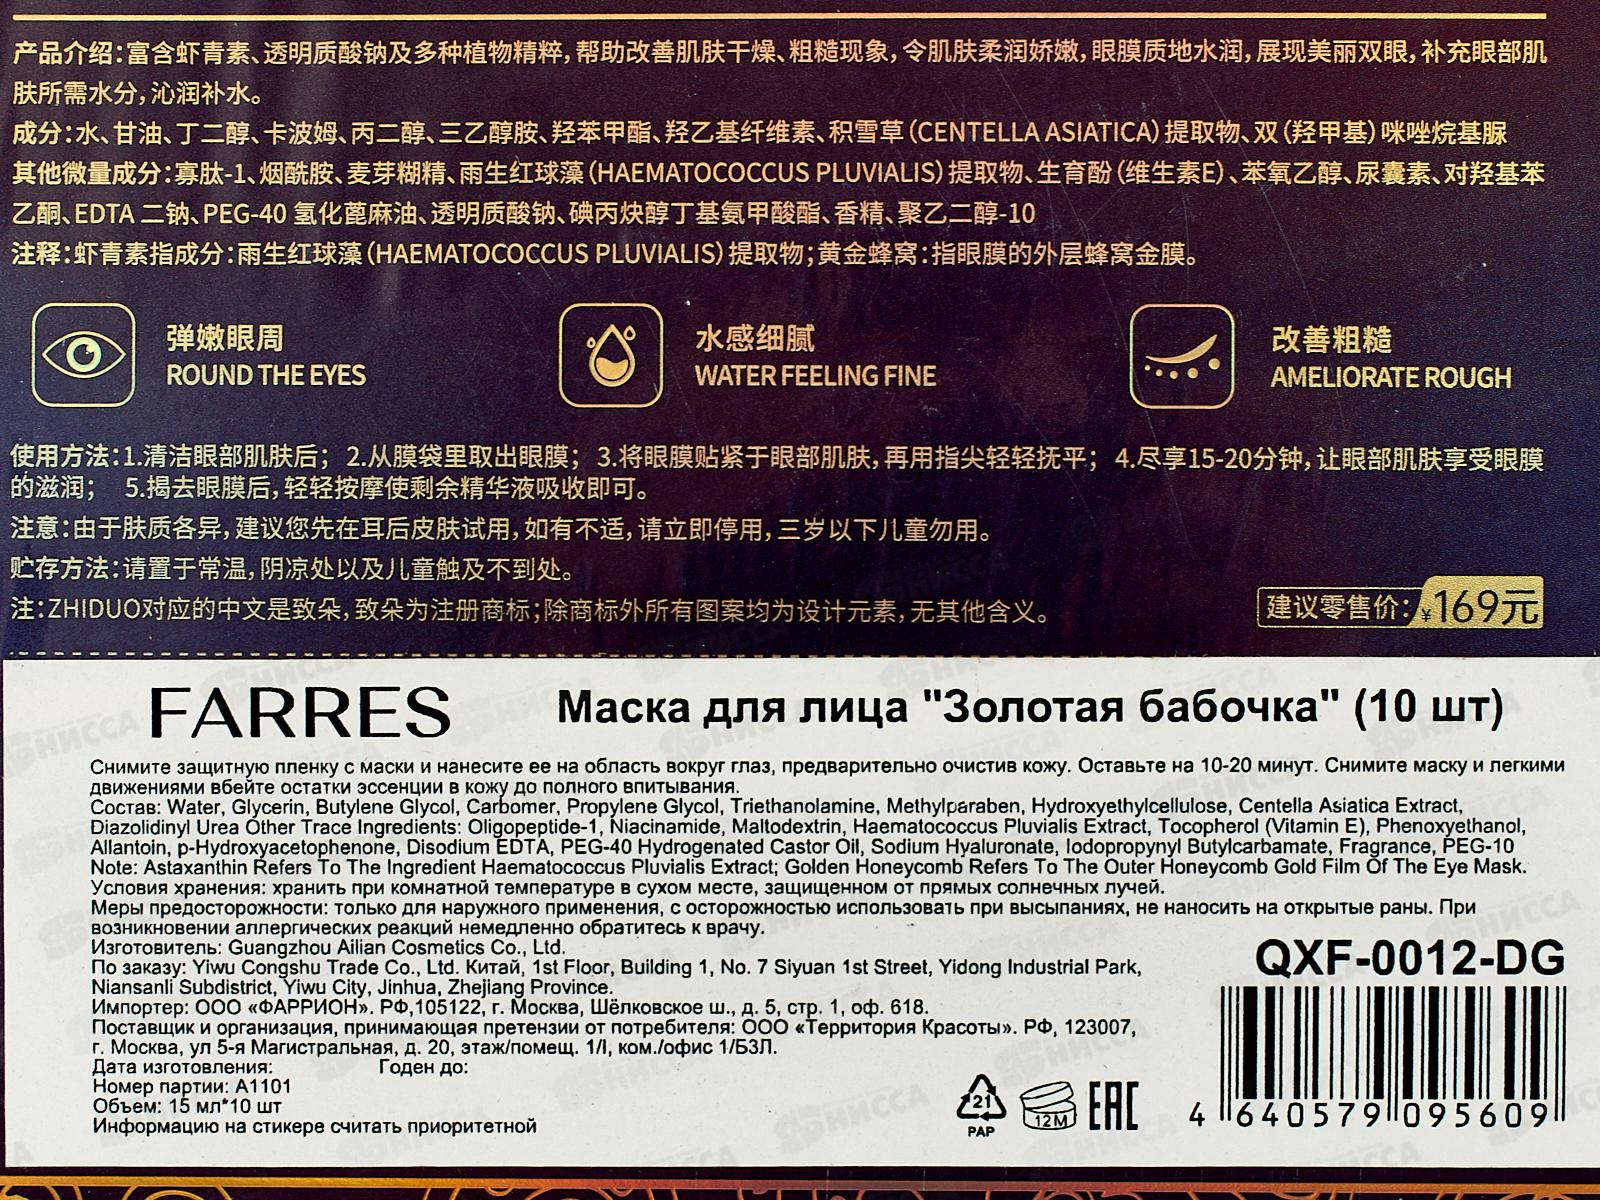 产品介绍：富含虾青素、透明质酸钠及多种植物精粹，帮助改善肌肤干燥、粗糙现象，令肌肤柔润娇嫩，眼膜质地水润，展现美丽双眼，补充眼部肌
肤所需水分，沁润补水。
成分：水、甘油、丁二醇、卡波姆、丙二醇、三乙醇胺、羟苯甲酯、羟乙基纤维素、积雪草（CENTELLA ASIATICA）提取物、双（羟甲基）咪唑烷基脲
其他微量成分：寡肽-1、烟酰胺、麦芽糊精、雨生红球藻（HAEMATOCOCCUS PLUVIALIS）提取物、生育酚（维生素E）、苯氧乙醇、尿囊素、对羟基苯
乙酮、EDTA 二钠、PEG-40 氢化蓖麻油、透明质酸钠、碘丙炔醇丁基氨甲酸酯、香精、聚乙二醇-10
注释：虾青素指成分：雨生红球藻（HAEMATOCOCCUS PLUVIALIS）提取物；黄金蜂窝：指眼膜的外层蜂窝金膜。
弹嫩眼周
ROUND THE EYES
水感细腻
WATER FEELING FINE
改善粗糙
AMELIORATE ROUGH
使用方法：1.清洁眼部肌肤后； 2.从膜袋里取出眼膜； 3.将眼膜贴紧于眼部肌肤，再用指尖轻轻抚平； 4.尽享15-20分钟，让眼部肌肤享受眼膜
的滋润； 5.揭去眼膜后，轻轻按摩使剩余精华液吸收即可。
注意：由于肤质各异，建议您先在耳后皮肤试用，如有不适，请立即停用，三岁以下儿童勿用。
贮存方法：请置于常温，阴凉处以及儿童触及不到处。
注：ZHIDUO对应的中文是致朵，致朵为注册商标；除商标外所有图案均为设计元素，无其他含义。
建议零售价：¥169元
FARRES
Маска для лица "Золотая бабочка" (10 шт)
Снимите защитную пленку с маски и нанесите ее на область вокруг глаз, предварительно очистив кожу. Оставьте на 10-20 минут. Снимите маску и легкими
движениями вбейте остатки эссенции в кожу до полного впитывания.
Состав: Water, Glycerin, Butylene Glycol, Carbomer, Propylene Glycol, Triethanolamine, Methylparaben, Hydroxyethylcellulose, Centella Asiatica Extract,
Diazolidinyl Urea Other Trace Ingredients: Oligopeptide-1, Niacinamide, Maltodextrin, Haematococcus Pluvialis Extract, Tocopherol (Vitamin E), Phenoxyethanol,
Allantoin, p-Hydroxyacetophenone, Disodium EDTA, PEG-40 Hydrogenated Castor Oil, Sodium Hyaluronate, Iodopropynyl Butylcarbamate, Fragrance, PEG-10
Note: Astaxanthin Refers To The Ingredient Haematococcus Pluvialis Extract; Golden Honeycomb Refers To The Outer Honeycomb Gold Film Of The Eye Mask.
Условия хранения: хранить при комнатной температуре в сухом месте, защищенном от прямых солнечных лучей.
Меры предосторожности: только для наружного применения, с осторожностью использовать при высыпаниях, не наносить на открытые раны. При
возникновении аллергических реакций немедленно обратитесь к врачу.
Изготовитель: Guangzhou Ailian Cosmetics Co., Ltd.
По заказу: Yiwu Congshu Trade Co., Ltd. Китай, 1st Floor, Building 1, No. 7 Siyuan 1st Street, Yidong Industrial Park,
Niansanli Subdistrict, Yiwu City, Jinhua, Zhejiang Province.
Импортер: ООО «ФАРРИОН». РФ,105122, г. Москва, Щёлковское ш., д. 5, стр. 1, оф. 618.
Поставщик и организация, принимающая претензии от потребителя: ООО «Территория Красоты». РФ, 123007,
г. Москва, ул 5-я Магистральная, д. 20, этаж/помещ. 1/I, ком./офис 1/Б3Л.
Дата изготовления: Годен до:
Номер партии: A1101
Объем: 15 мл*10 шт
Информацию на стикере считать приоритетной
QXF-0012-DG
21
PAP
12M
EAC
4 640579 095609